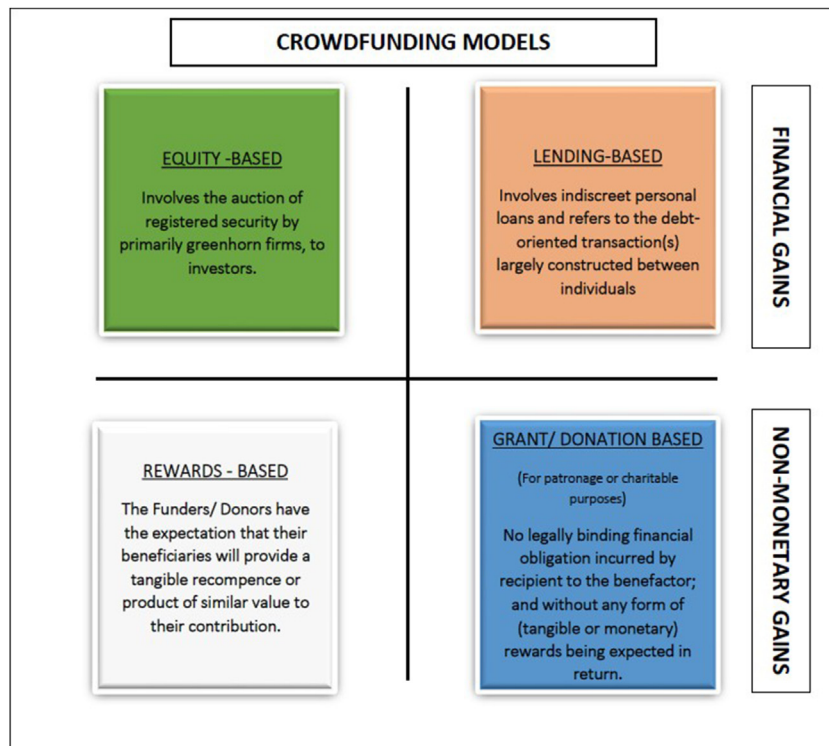 CROWDFUNDING MODELS
EQUITY -BASED
Involves the auction of
registered security by
primarily greenhorn firms, to
investors.
LENDING-BASED
Involves indiscreet personal
loans and refers to the debt-
oriented transaction(s)
largely constructed between
individuals
FINANCIAL GAINS
REWARDS - BASED
The Funders/ Donors have
the expectation that their
beneficiaries will provide a
tangible recompence or
product of similar value to
their contribution.
GRANT/ DONATION BASED
(For patronage or charitable
purposes)
No legally binding financial
obligation incurred by
recipient to the benefactor;
and without any form of
(tangible or monetary)
rewards being expected in
return.
NON-MONETARY GAINS